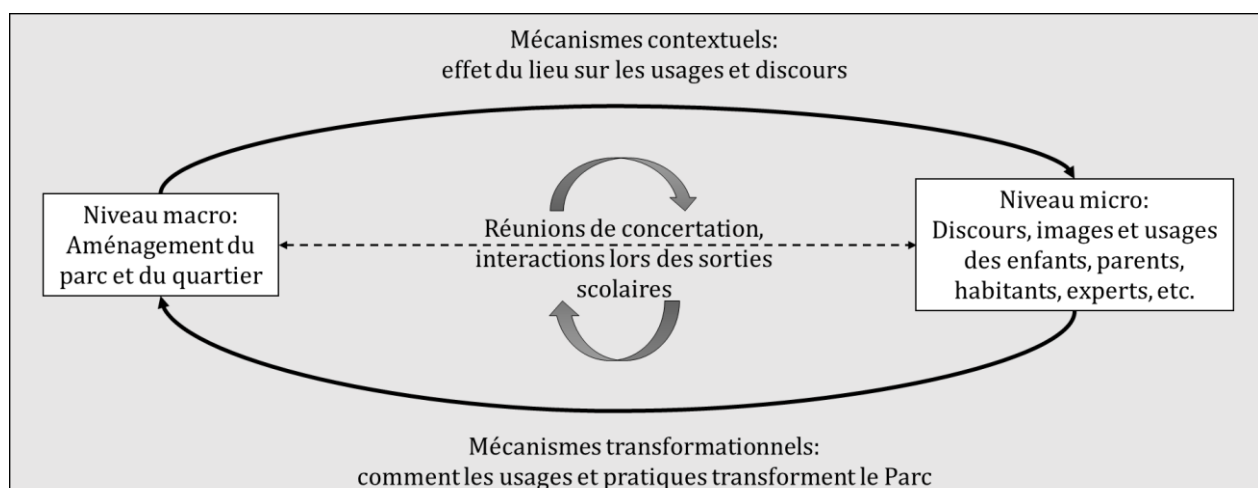 Mécanismes contextuels:
effet du lieu sur les usages et discours
Niveau macro:
Aménagement du
parc et du quartier
Réunions de concertation,
interactions lors des sorties
scolaires
Niveau micro:
Discours, images et usages
des enfants, parents,
habitants, experts, etc.
Mécanismes transformationnels:
comment les usages et pratiques transforment le Parc